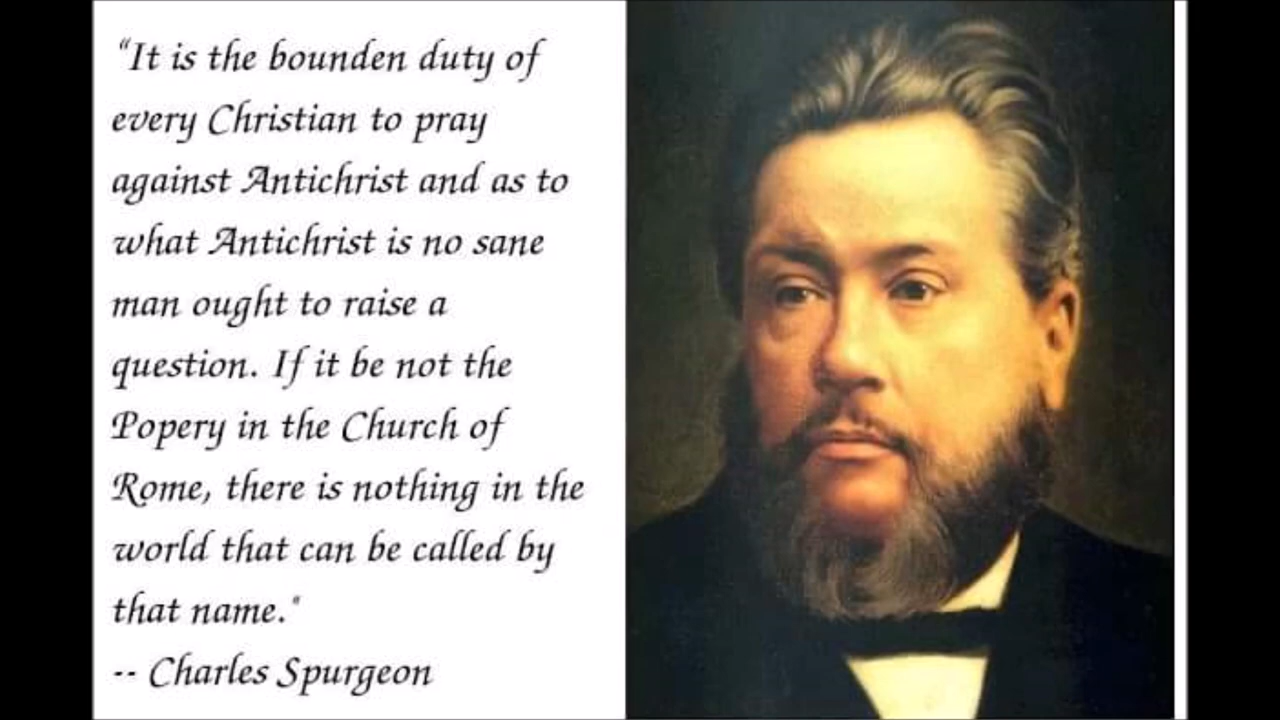 "It is the bounden duty of
every Christian to pray
against Antichrist and as to
what Antichrist is no sane
man ought to raise a
question. If it be not the
Popery in the Church of
Rome, there is nothing in the
world that can be called by
that name."
-- Charles Spurgeon